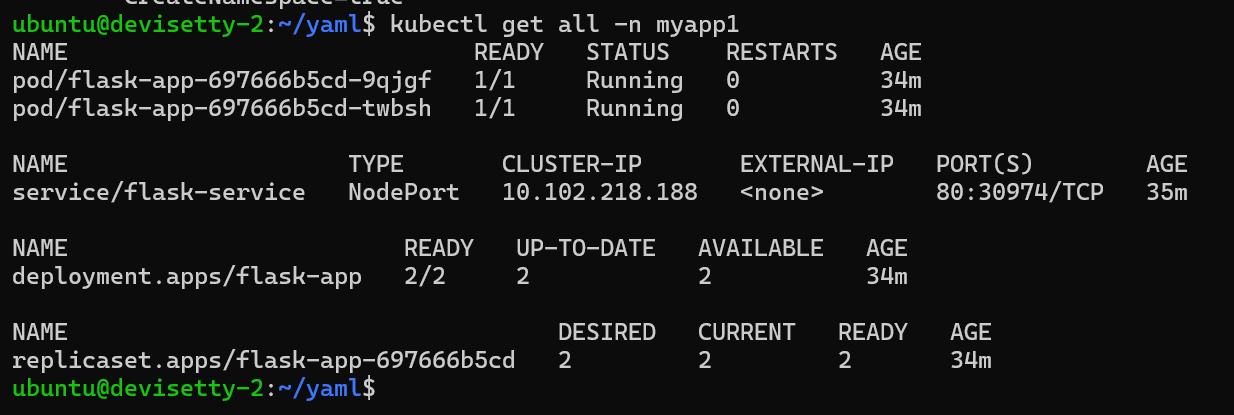 CreateNamespace=true
ubuntu@devisetty-2:~/yaml$ kubectl get all -n myapp1
NAME                             READY   STATUS    RESTARTS   AGE
pod/flask-app-697666b5cd-9qjgf   1/1     Running   0          34m
pod/flask-app-697666b5cd-twbsh   1/1     Running   0          34m
NAME                    TYPE       CLUSTER-IP       EXTERNAL-IP   PORT(S)        AGE
service/flask-service   NodePort   10.102.218.188   <none>        80:30974/TCP   35m
NAME                        READY   UP-TO-DATE   AVAILABLE   AGE
deployment.apps/flask-app   2/2     2            2           34m
NAME                                   DESIRED   CURRENT   READY   AGE
replicaset.apps/flask-app-697666b5cd   2         2         2       34m
ubuntu@devisetty-2:~/yaml$